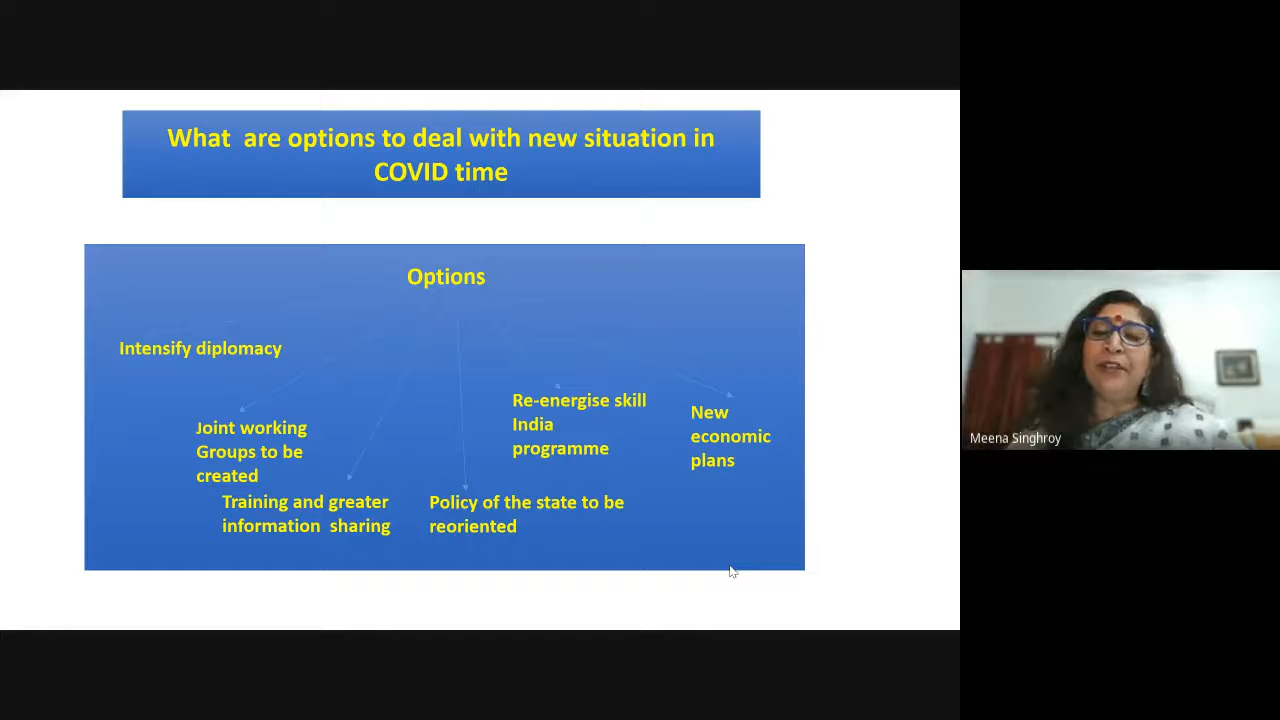 What  are options to deal with new situation in
COVID time
Options
Intensify diplomacy
Joint working
Groups to be
created
Training and greater
information  sharing
Policy of the state to be
reoriented
Re-energise skill
India
programme
New
economic
plans
Meena Singhroy